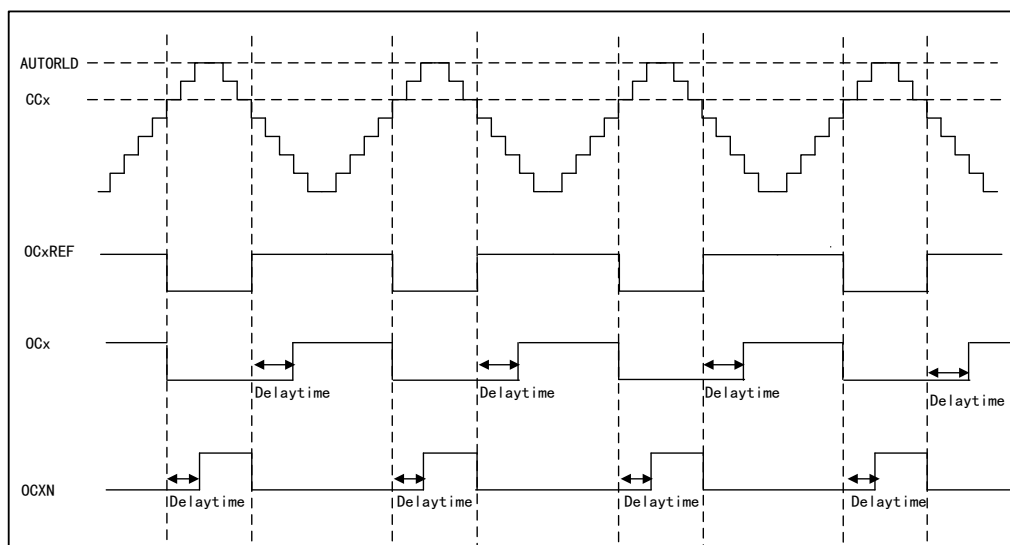 AUTORLD
CCx
OCxREF
OCx
Delaytime
Delaytime
Delaytime
Delaytime
OCXN
Delaytime
Delaytime
Delaytime
Delaytime